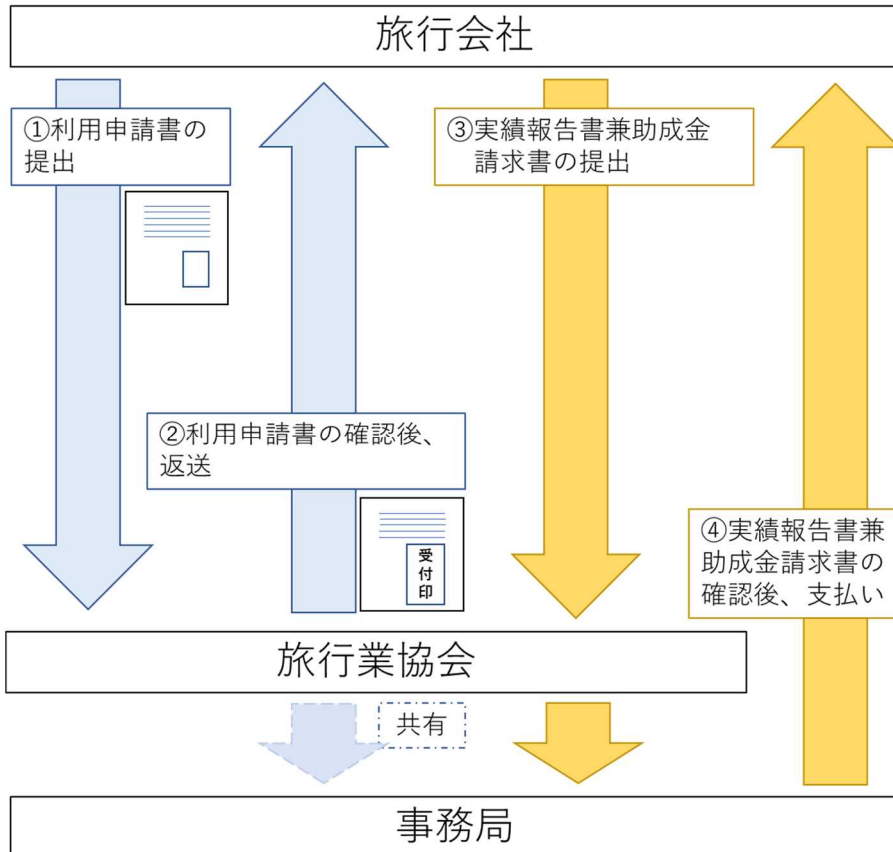 旅行会社
①利用申請書の
提出
③実績報告書兼助成金
請求書の提出
②利用申請書の確認後、
返送
受
付
印
④実績報告書兼
助成金請求書の
確認後、支払い
旅行業協会
共有
事務局